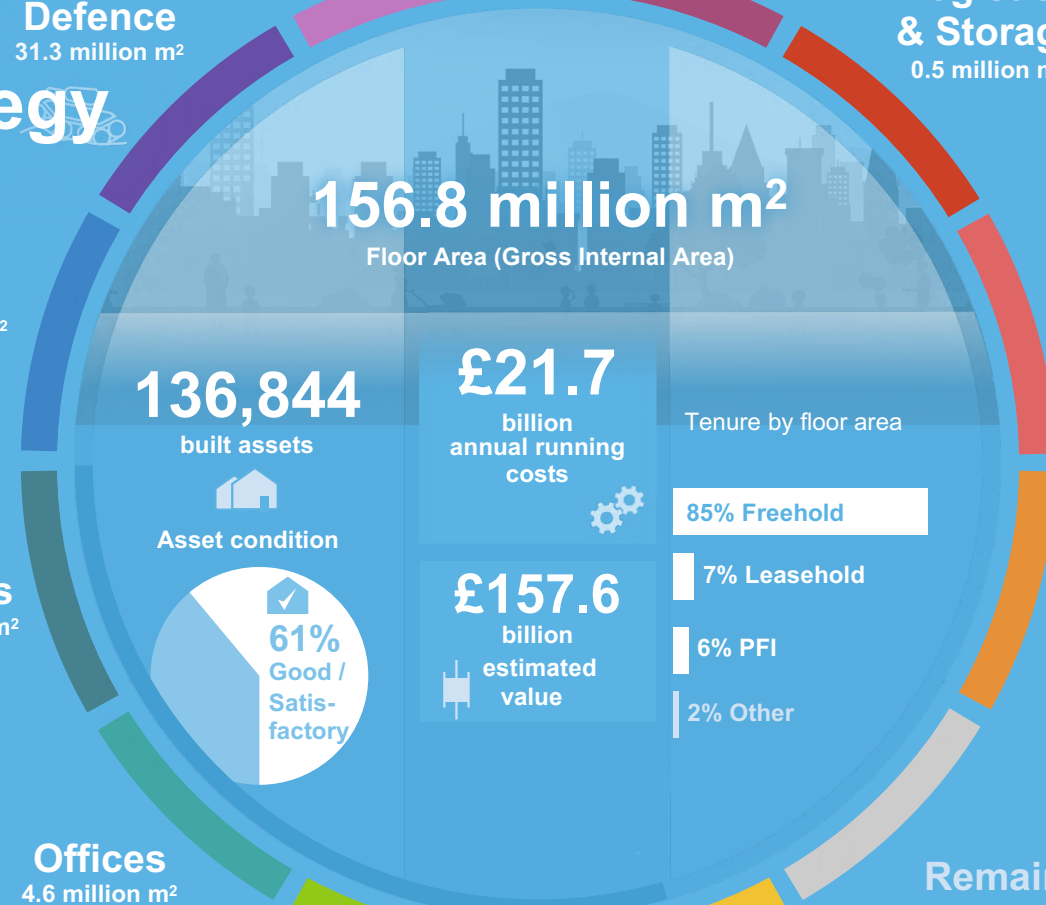 Defence
31.3 million m²
egy
& Storag
0.5 million m
156.8 million m²
Floor Area (Gross Internal Area)
136,844
built assets
Asset condition
61%
Good /
Satis-
factory
£21.7
billion
annual running
costs
£157.6
billion
estimated
value
Tenure by floor area
85% Freehold
7% Leasehold
6% PFI
2% Other
2
s
m²
Offices
4.6 million m²
Remain